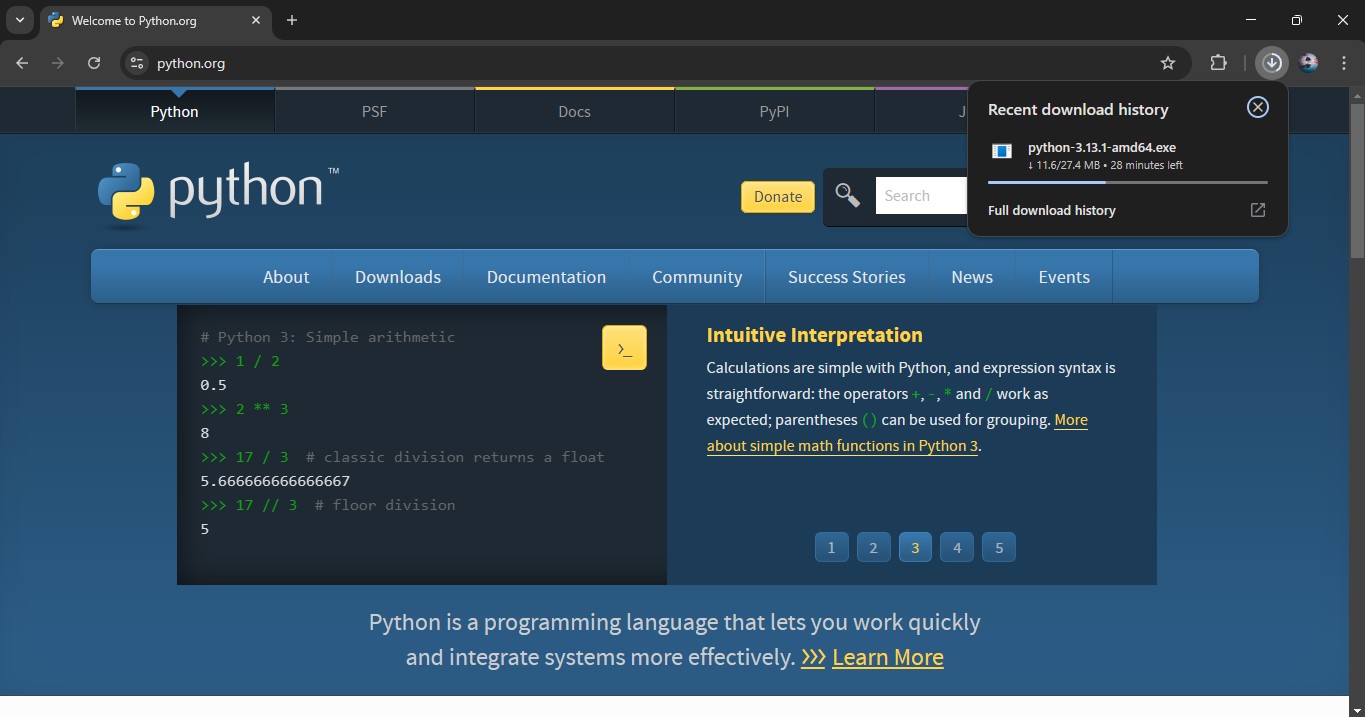 Welcome to Python.org
python.org
Python
PSF
Docs
PyPI
J
Recent download history
python-3.13.1-amd64.exe
↓ 11.6/27.4 MB • 28 minutes left
Full download history
python™
Donate
Search
About
Downloads
Documentation
Community
Success Stories
News
Events
# Python 3: Simple arithmetic
>>> 1 / 2
0.5
>>> 2 ** 3
8
>>> 17 / 3  # classic division returns a float
5.666666666666667
>>> 17 // 3  # floor division
5
>_
Intuitive Interpretation
Calculations are simple with Python, and expression syntax is
straightforward: the operators +, -, * and / work as
expected; parentheses () can be used for grouping. More
about simple math functions in Python 3.
1 2 3 4 5
Python is a programming language that lets you work quickly
and integrate systems more effectively. >>> Learn More